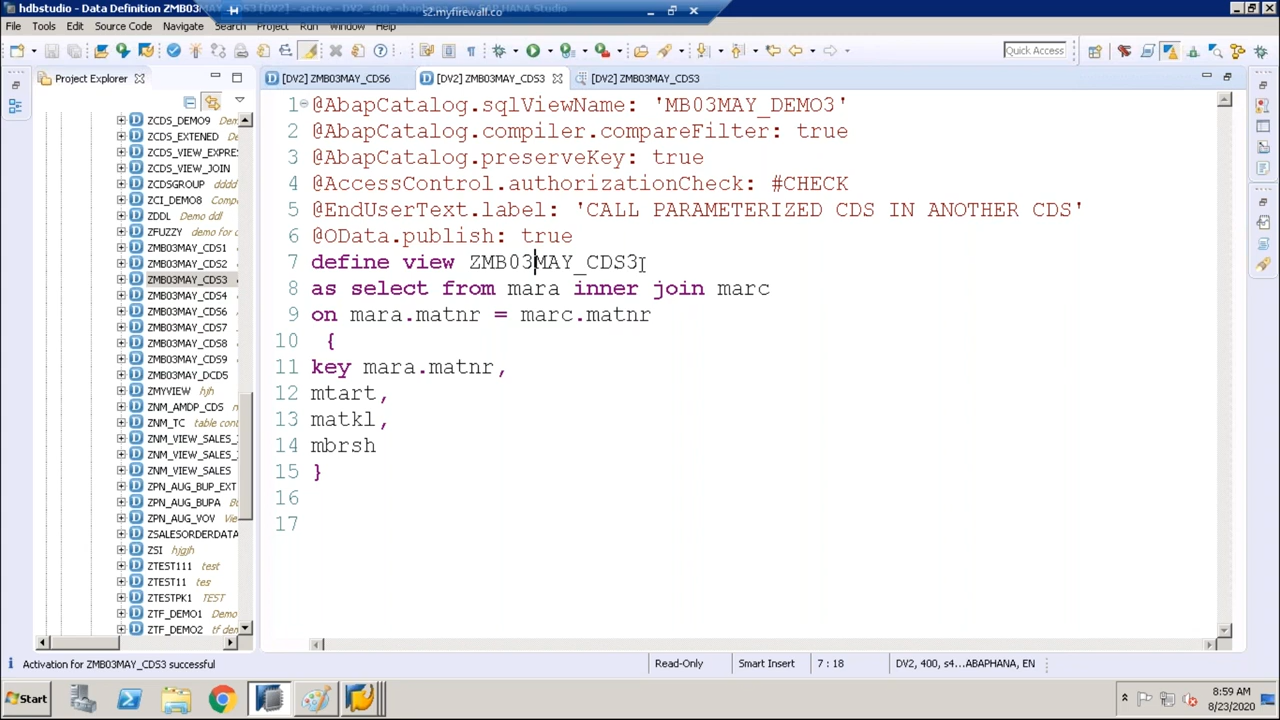 hdbstudio - Data Definition ZMB03MAY_CDS3 [DV2] - DV2_400_abaphana
s2.myfirewall.co
File Tools Edit Source Code Navigate Search Project Run Window Help
Quick Access
Project Explorer
[DV2] ZMB03MAY_CDS6
[DV2] ZMB03MAY_CDS3
[DV2] ZMB03MAY_CDS3
ZCDS_DEMO9 Dem
ZCDS_EXTENED De
ZCDS_VIEW_EXPRE
ZCDS_VIEW_JOIN
ZCDSGROUP dddd
ZCI_DEMO8 Compo
ZDDL Demo ddl
ZFUZZY demo for c
ZMB03MAY_CDS1
ZMB03MAY_CDS2
ZMB03MAY_CDS3
ZMB03MAY_CDS4
ZMB03MAY_CDS6
ZMB03MAY_CDS7
ZMB03MAY_CDS8
ZMB03MAY_CDS9
ZMB03MAY_DCD5
ZMYVIEW hjh
ZNM_AMDP_CDS
ZNM_TC table cont
ZNM_VIEW_SALES_
ZNM_VIEW_SALES_
ZNM_VIEW_SALES
ZPN_AUG_BUP_EXT
ZPN_AUG_BUPA
ZPN_AUG_VOV Vie
ZSALESORDERDATA
ZSI hjgjh
ZTEST111 test
ZTEST11 tes
ZTESTPK1 TEST
ZTF_DEMO1 Demo
ZTF_DEMO2 tf dem
1 @AbapCatalog.sqlViewName: 'MB03MAY_DEMO3'
2 @AbapCatalog.compiler.compareFilter: true
3 @AbapCatalog.preserveKey: true
4 @AccessControl.authorizationCheck: #CHECK
5 @EndUserText.label: 'CALL PARAMETERIZED CDS IN ANOTHER CDS'
6 @OData.publish: true
7 define view ZMB03MAY_CDS3
8 as select from mara inner join marc
9 on mara.matnr = marc.matnr
10 {
11 key mara.matnr,
12 mtart,
13 matkl,
14 mbrsh
15 }
16
17
Activation for ZMB03MAY_CDS3 successful
Read-Only
Smart Insert
7 : 18
DV2, 400, s4...ABAPHANA, EN
Start
8:59 AM
8/23/2020